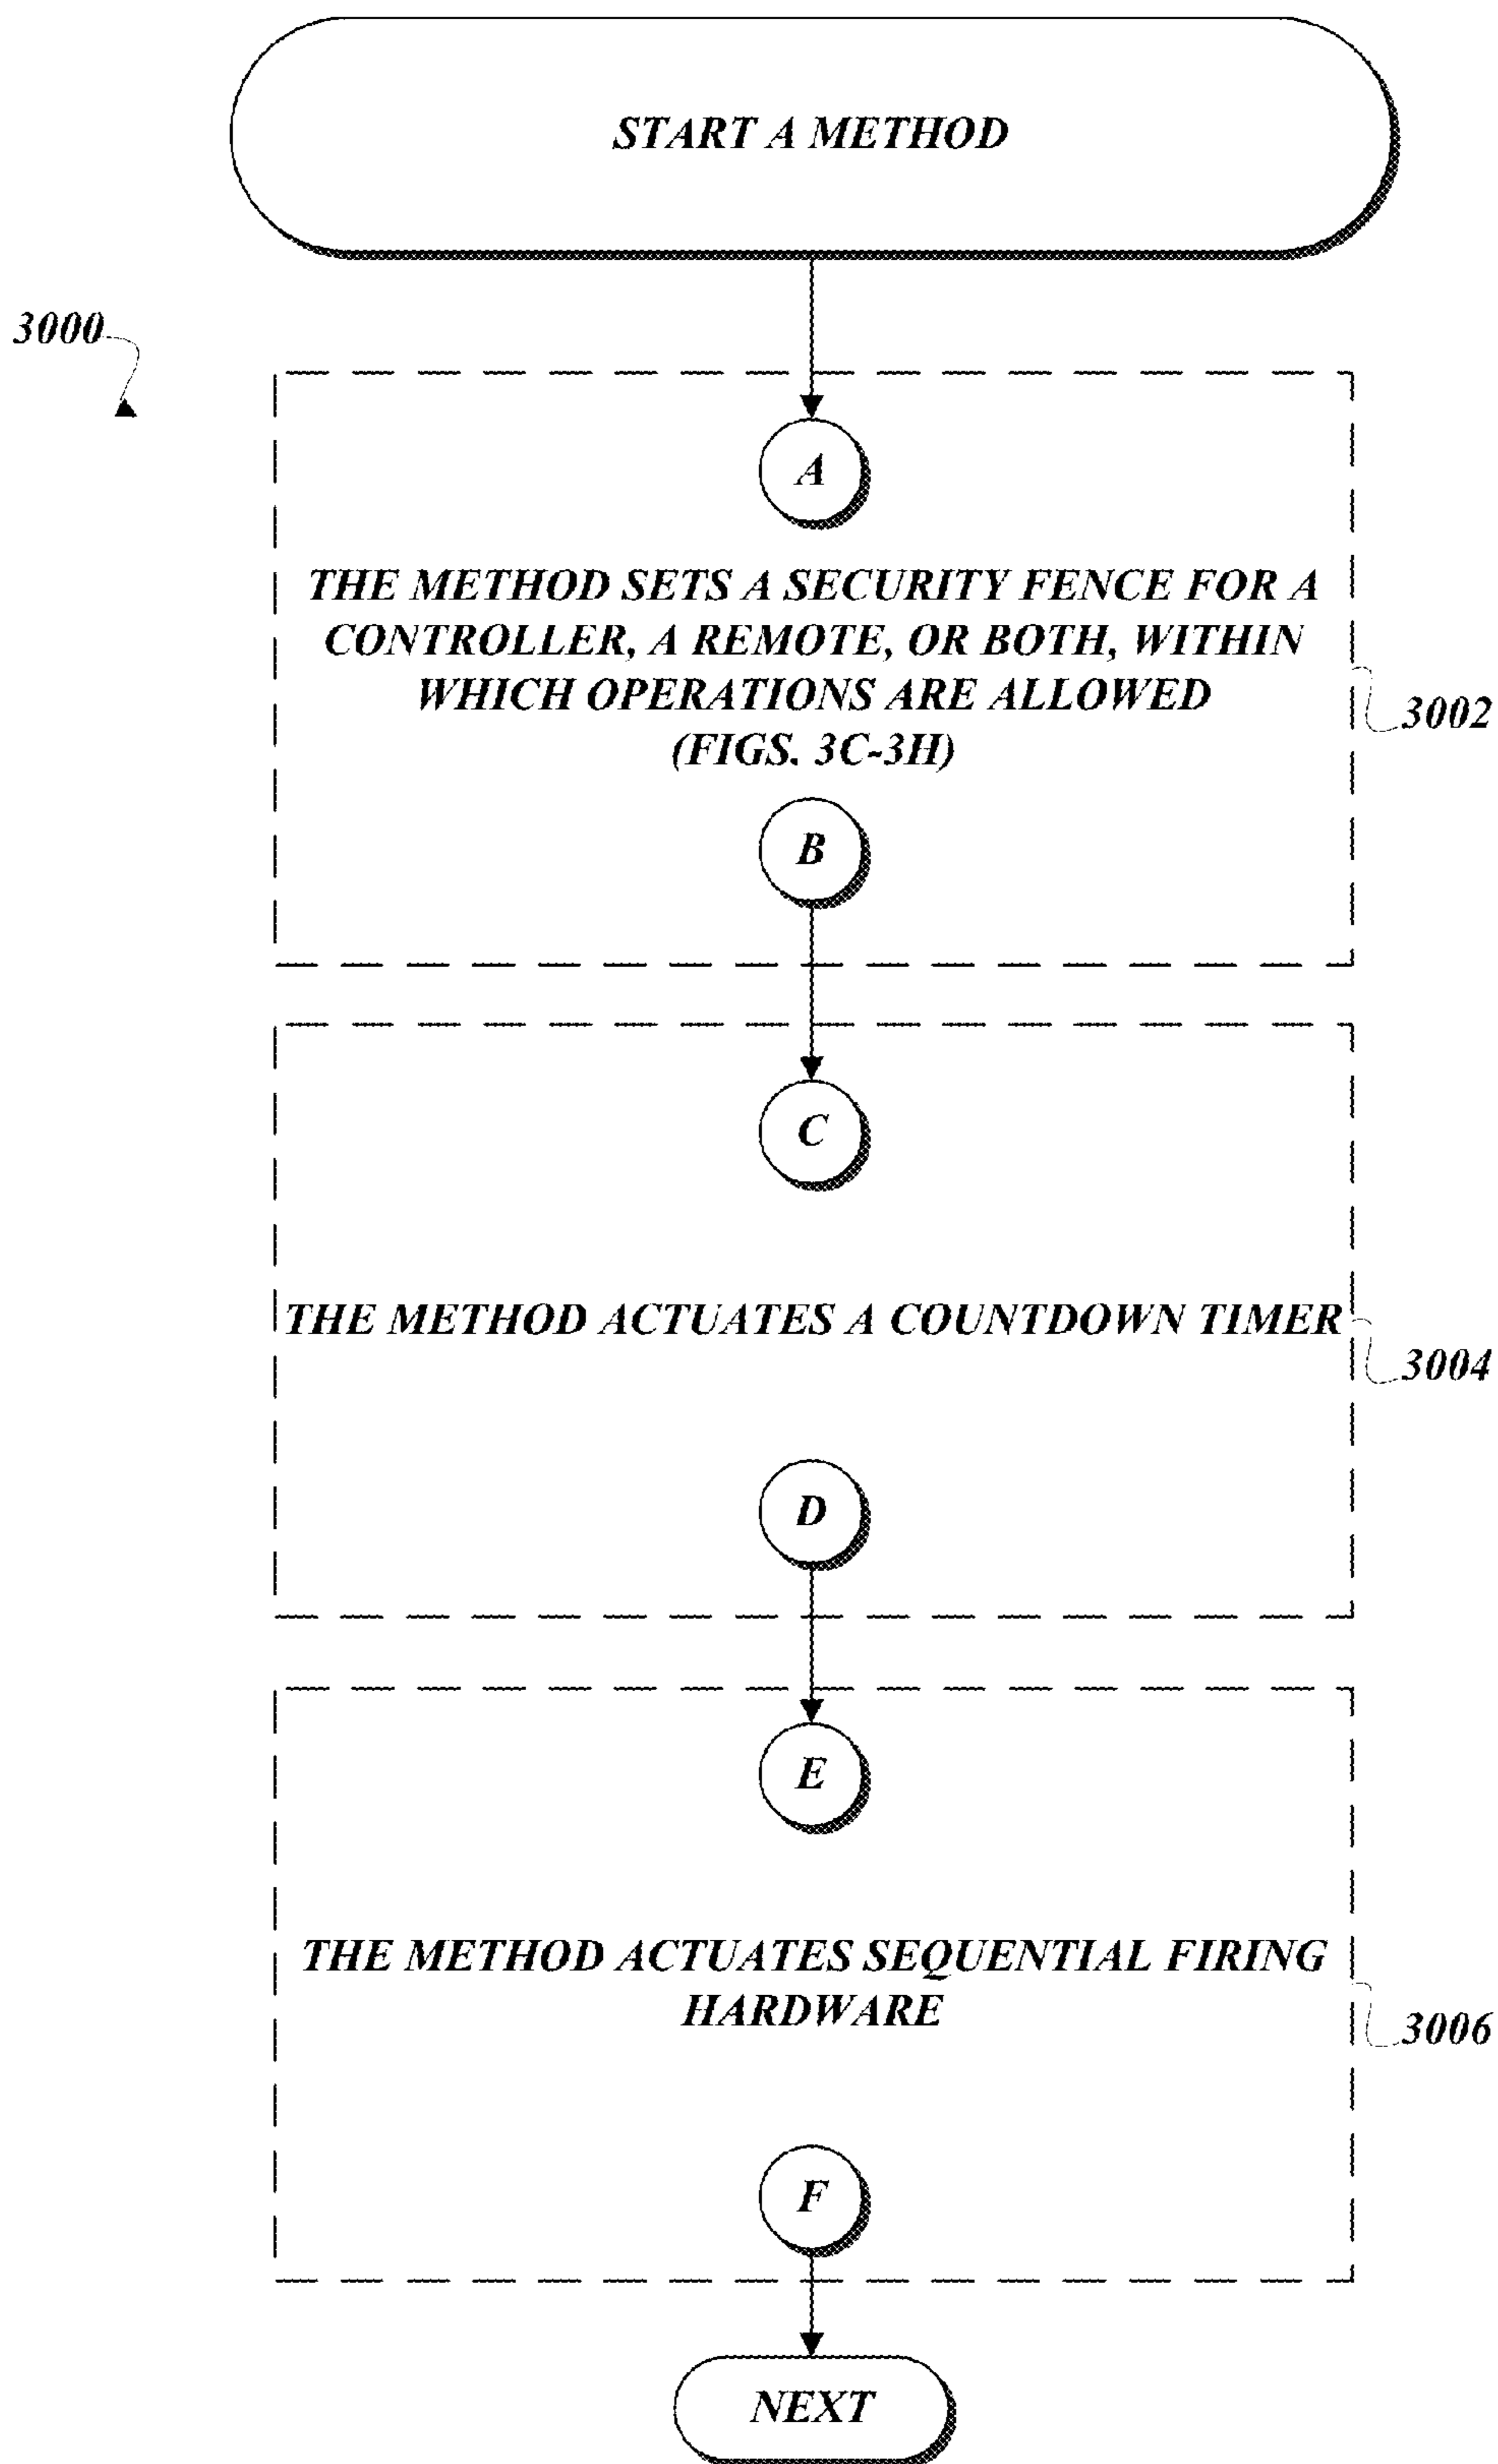 START A METHOD
3000
A
THE METHOD SETS A SECURITY FENCE FOR A
CONTROLLER, A REMOTE, OR BOTH, WITHIN
WHICH OPERATIONS ARE ALLOWED
(FIGS. 3C-3H)
3002
B
C
THE METHOD ACTUATES A COUNTDOWN TIMER
3004
D
E
THE METHOD ACTUATES SEQUENTIAL FIRING
HARDWARE
3006
F
NEXT